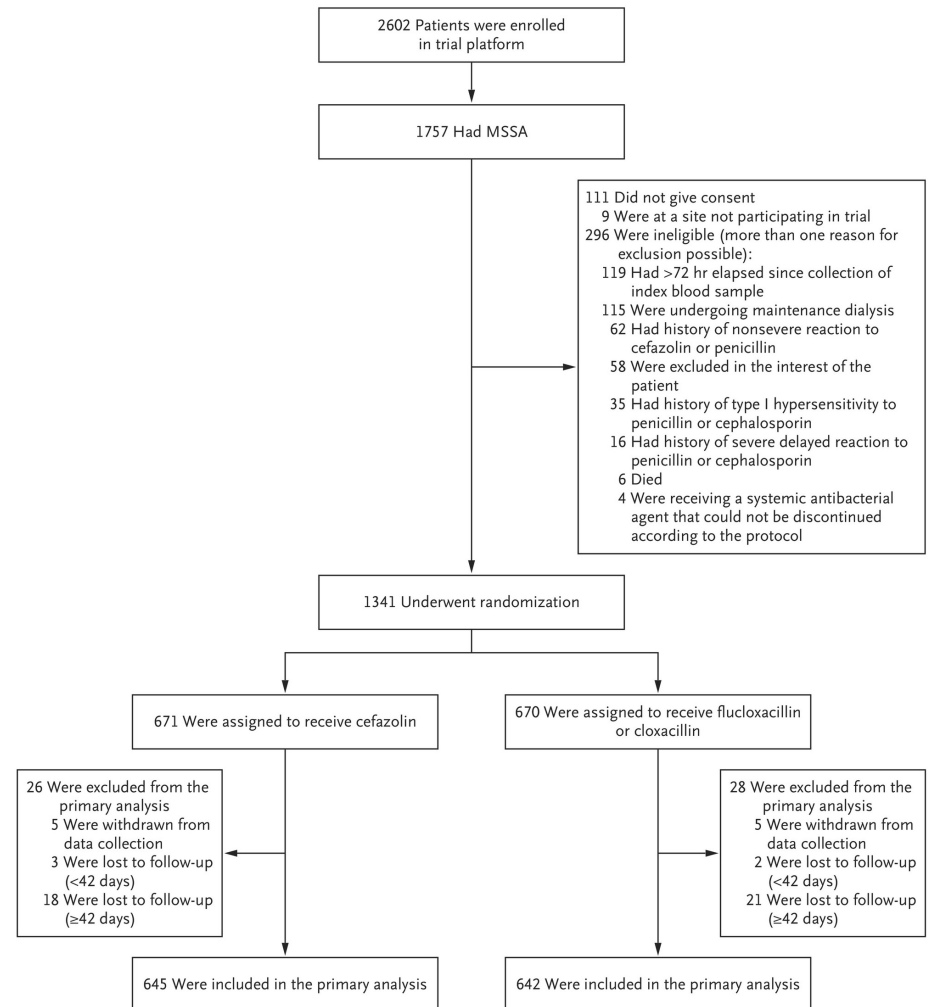 2602 Patients were enrolled
in trial platform
1757 Had MSSA
111 Did not give consent
9 Were at a site not participating in trial
296 Were ineligible (more than one reason for
exclusion possible):
119 Had >72 hr elapsed since collection of
index blood sample
115 Were undergoing maintenance dialysis
62 Had history of nonsevere reaction to
cefazolin or penicillin
58 Were excluded in the interest of the
patient
35 Had history of type I hypersensitivity to
penicillin or cephalosporin
16 Had history of severe delayed reaction to
penicillin or cephalosporin
6 Died
4 Were receiving a systemic antibacterial
agent that could not be discontinued
according to the protocol
1341 Underwent randomization
671 Were assigned to receive cefazolin
670 Were assigned to receive flucloxacillin
or cloxacillin
26 Were excluded from the
primary analysis
5 Were withdrawn from
data collection
3 Were lost to follow-up
(<42 days)
18 Were lost to follow-up
(≥42 days)
28 Were excluded from the
primary analysis
5 Were withdrawn from
data collection
2 Were lost to follow-up
(<42 days)
21 Were lost to follow-up
(≥42 days)
645 Were included in the primary analysis
642 Were included in the primary analysis